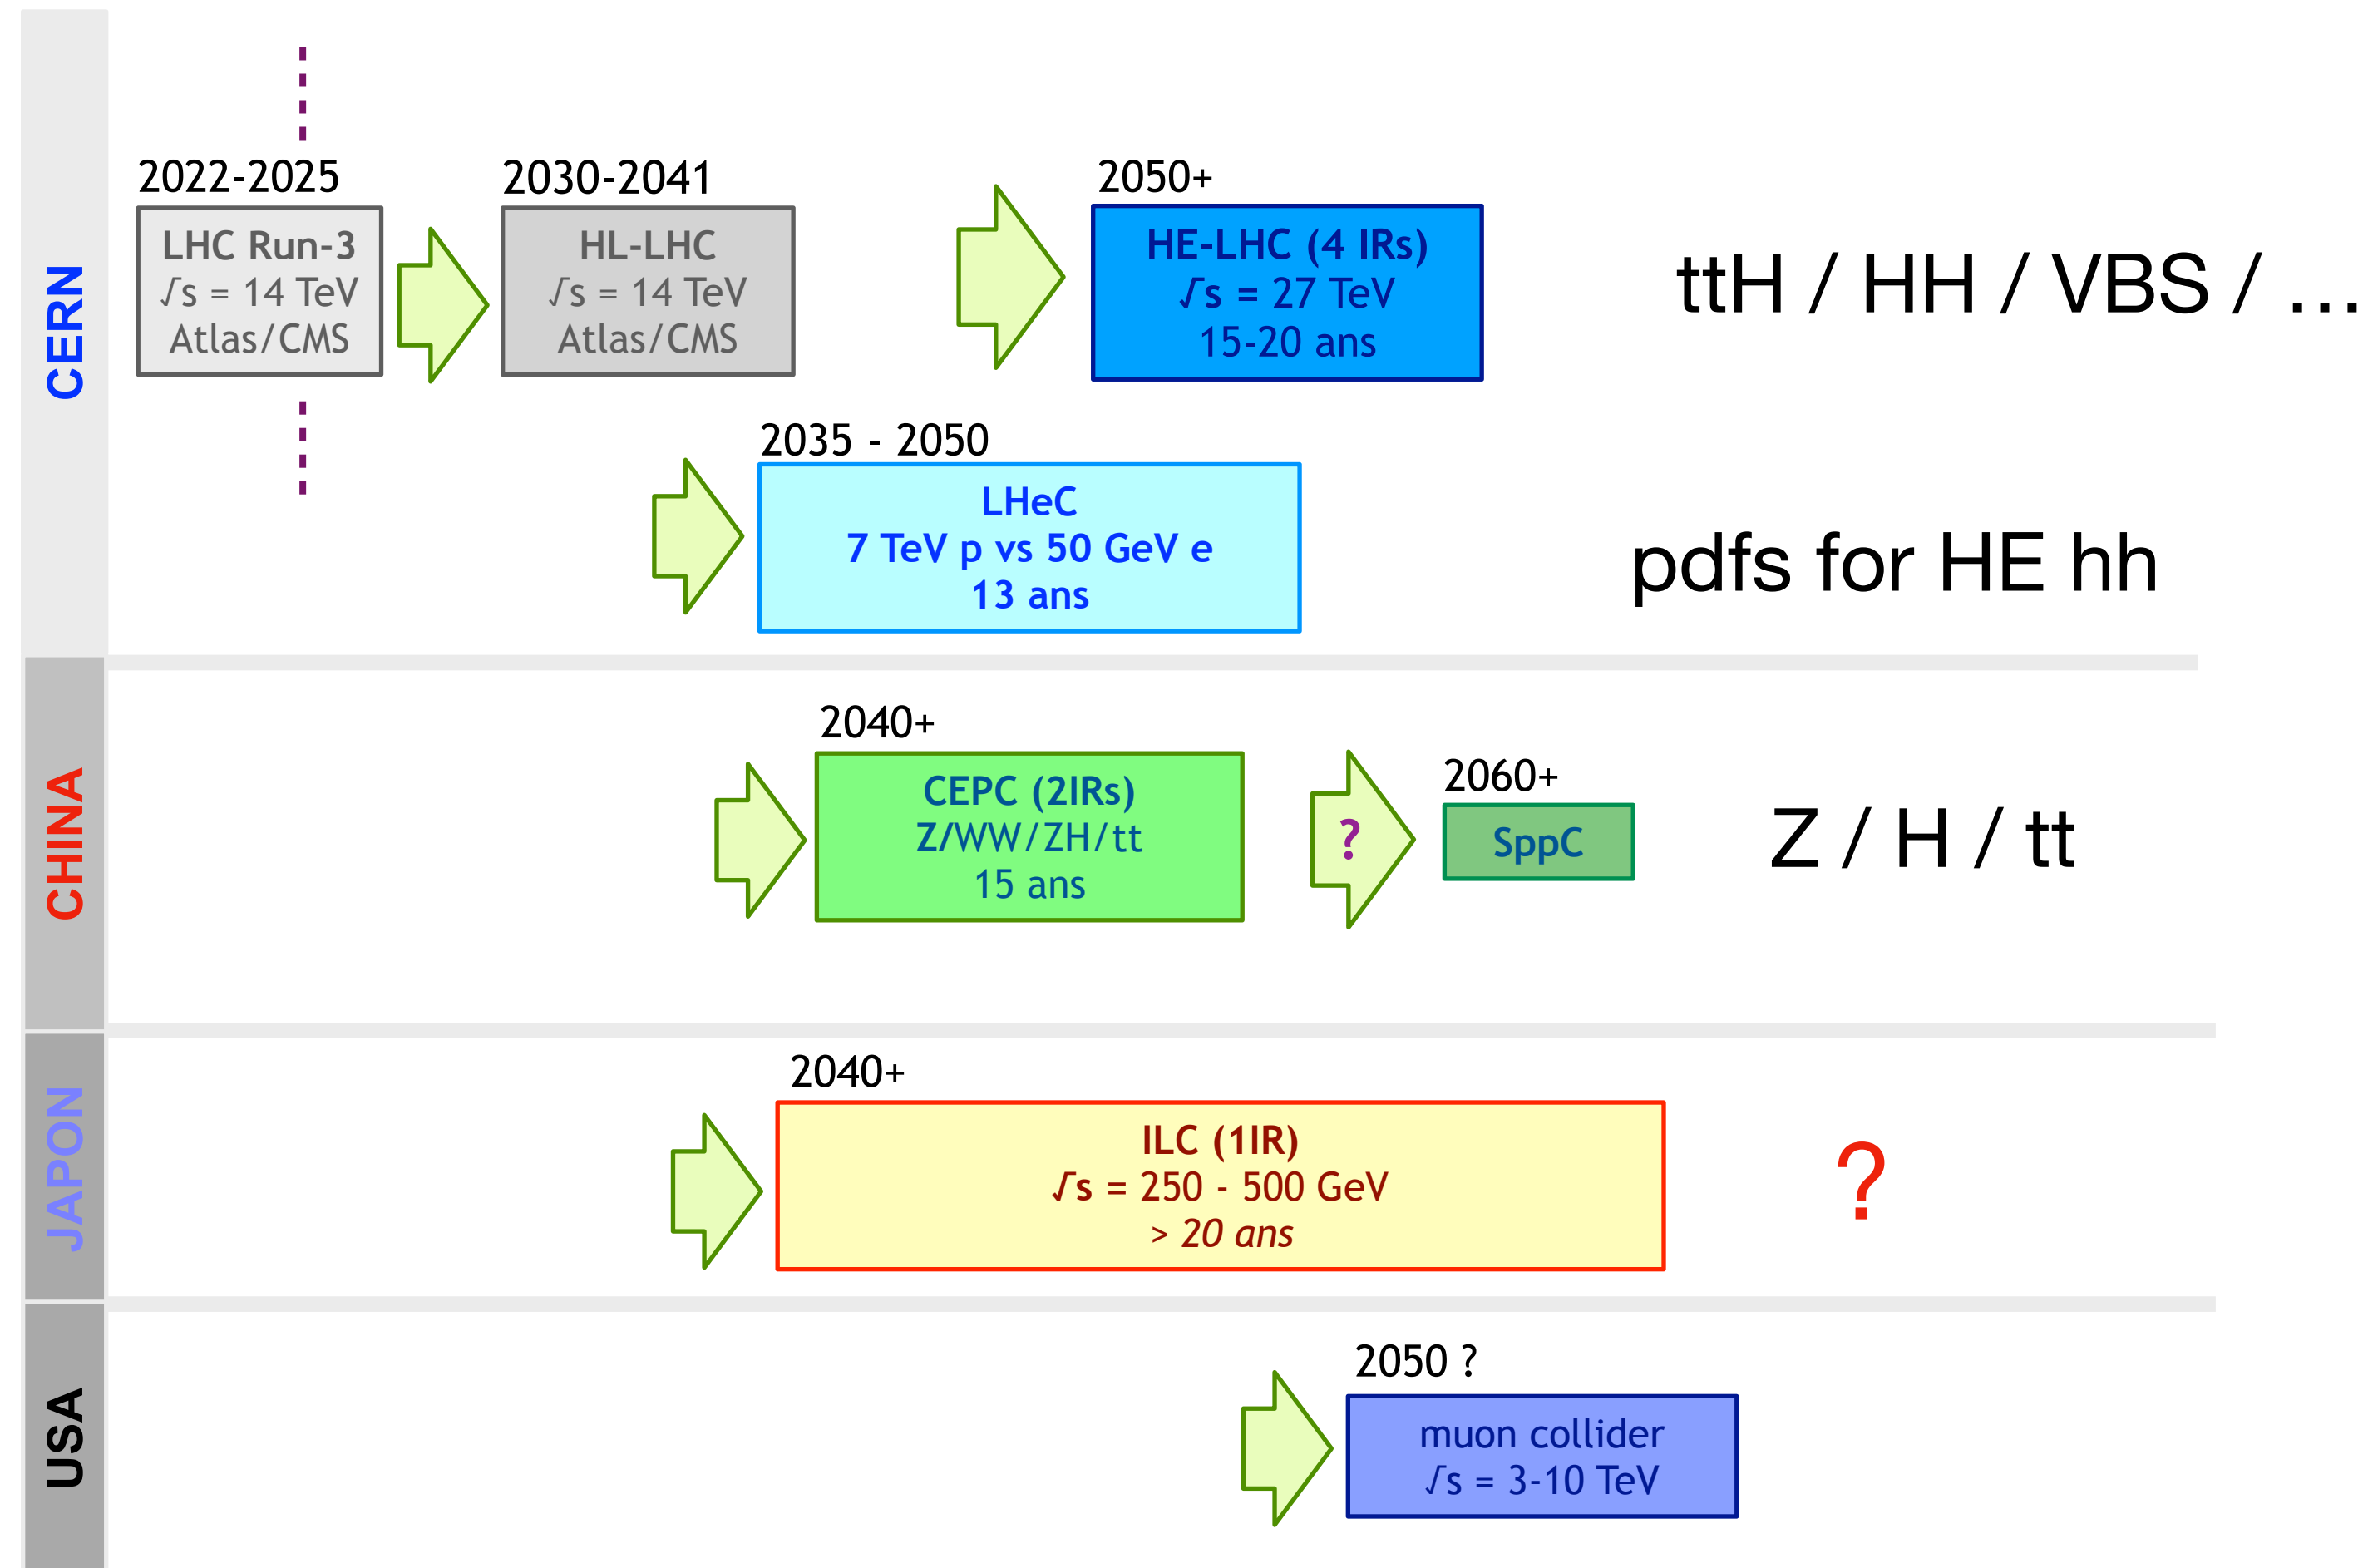 CERN
2022-2025
LHC Run-3
√s = 14 TeV
Atlas/CMS
2030-2041
HL-LHC
√s = 14 TeV
Atlas/CMS
2050+
HE-LHC (4 IRs)
√s = 27 TeV
15-20 ans
ttH / HH / VBS / ...
2035 - 2050
LHeC
7 TeV p vs 50 GeV e
13 ans
pdfs for HE hh
CHINA
2040+
CEPC (2IRs)
Z/WW/ZH/tt
15 ans
?
2060+
SppC
Z / H / tt
JAPON
2040+
ILC (1IR)
√s = 250 - 500 GeV
> 20 ans
?
USA
2050 ?
muon collider
√s = 3-10 TeV